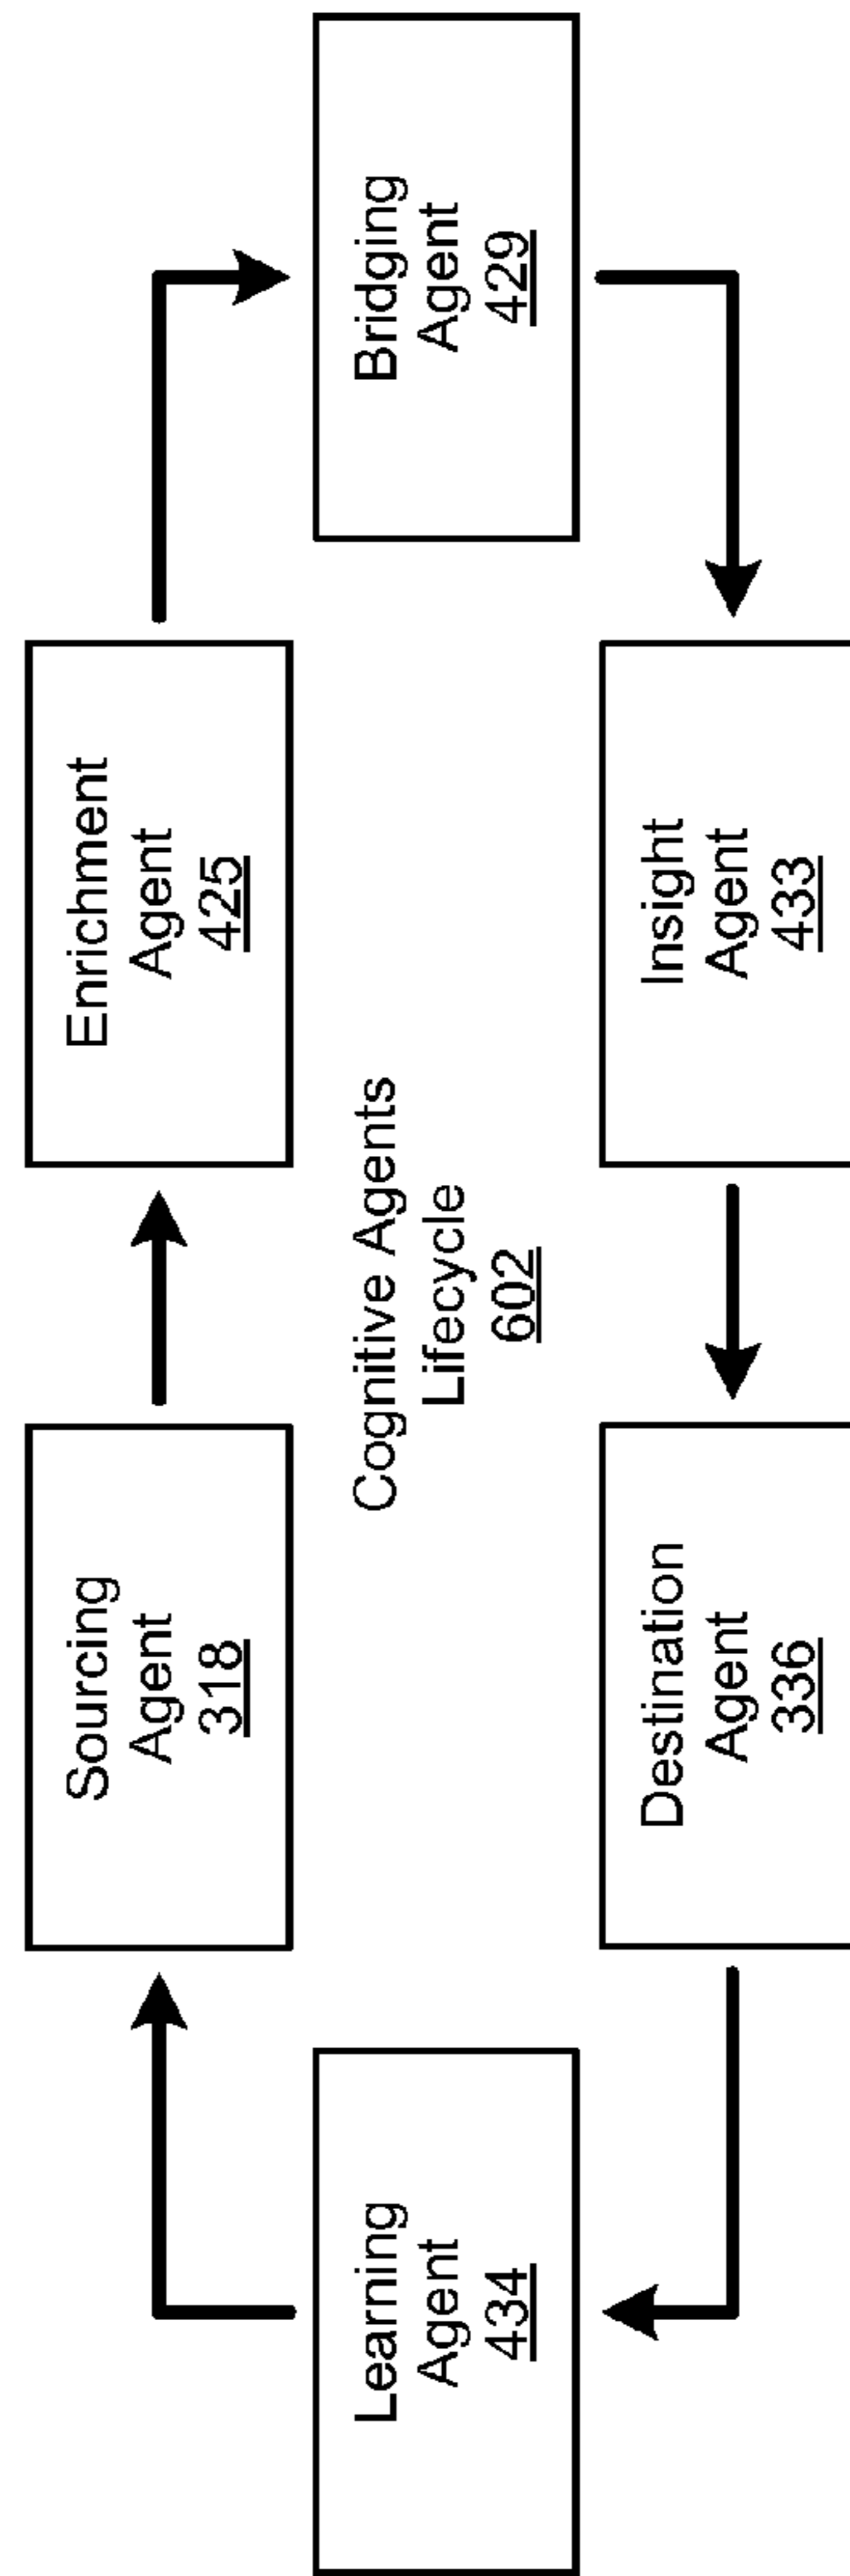 Sourcing
Agent
318
Enrichment
Agent
425
Learning
Agent
434
Cognitive Agents
Lifecycle
602
Bridging
Agent
429
Destination
Agent
336
Insight
Agent
433